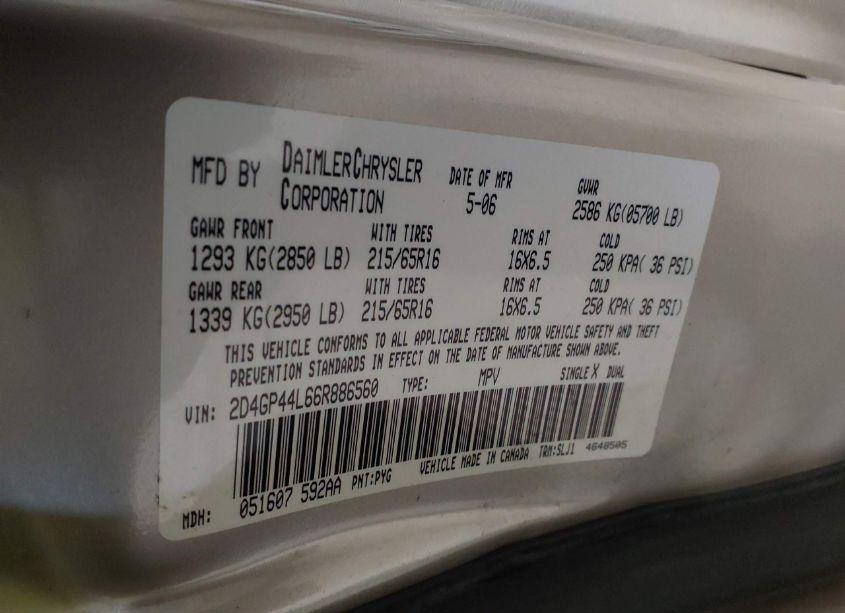 MFD BY DAIMLERCHRYSLER CORPORATION DATE OF MFR 5-06 GVWR 2586 KG(05700 LB)
GAWR FRONT WITH TIRES RIMS AT COLD
1293 KG(2850 LB) 215/65R16 16X6.5 250 KPA( 36 PSI)
GAWR REAR WITH TIRES RIMS AT COLD
1339 KG(2950 LB) 215/65R16 16X6.5 250 KPA( 36 PSI)
THIS VEHICLE CONFORMS TO ALL APPLICABLE FEDERAL MOTOR VEHICLE SAFETY AND THEFT
PREVENTION STANDARDS IN EFFECT ON THE DATE OF MANUFACTURE SHOWN ABOVE.
VIN: 2D4GP44L66R886560 TYPE: MPV SINGLE X DUAL
MDH: 051607 592AA PNT:PYG VEHICLE MADE IN CANADA TRM:SLJ1 4648505